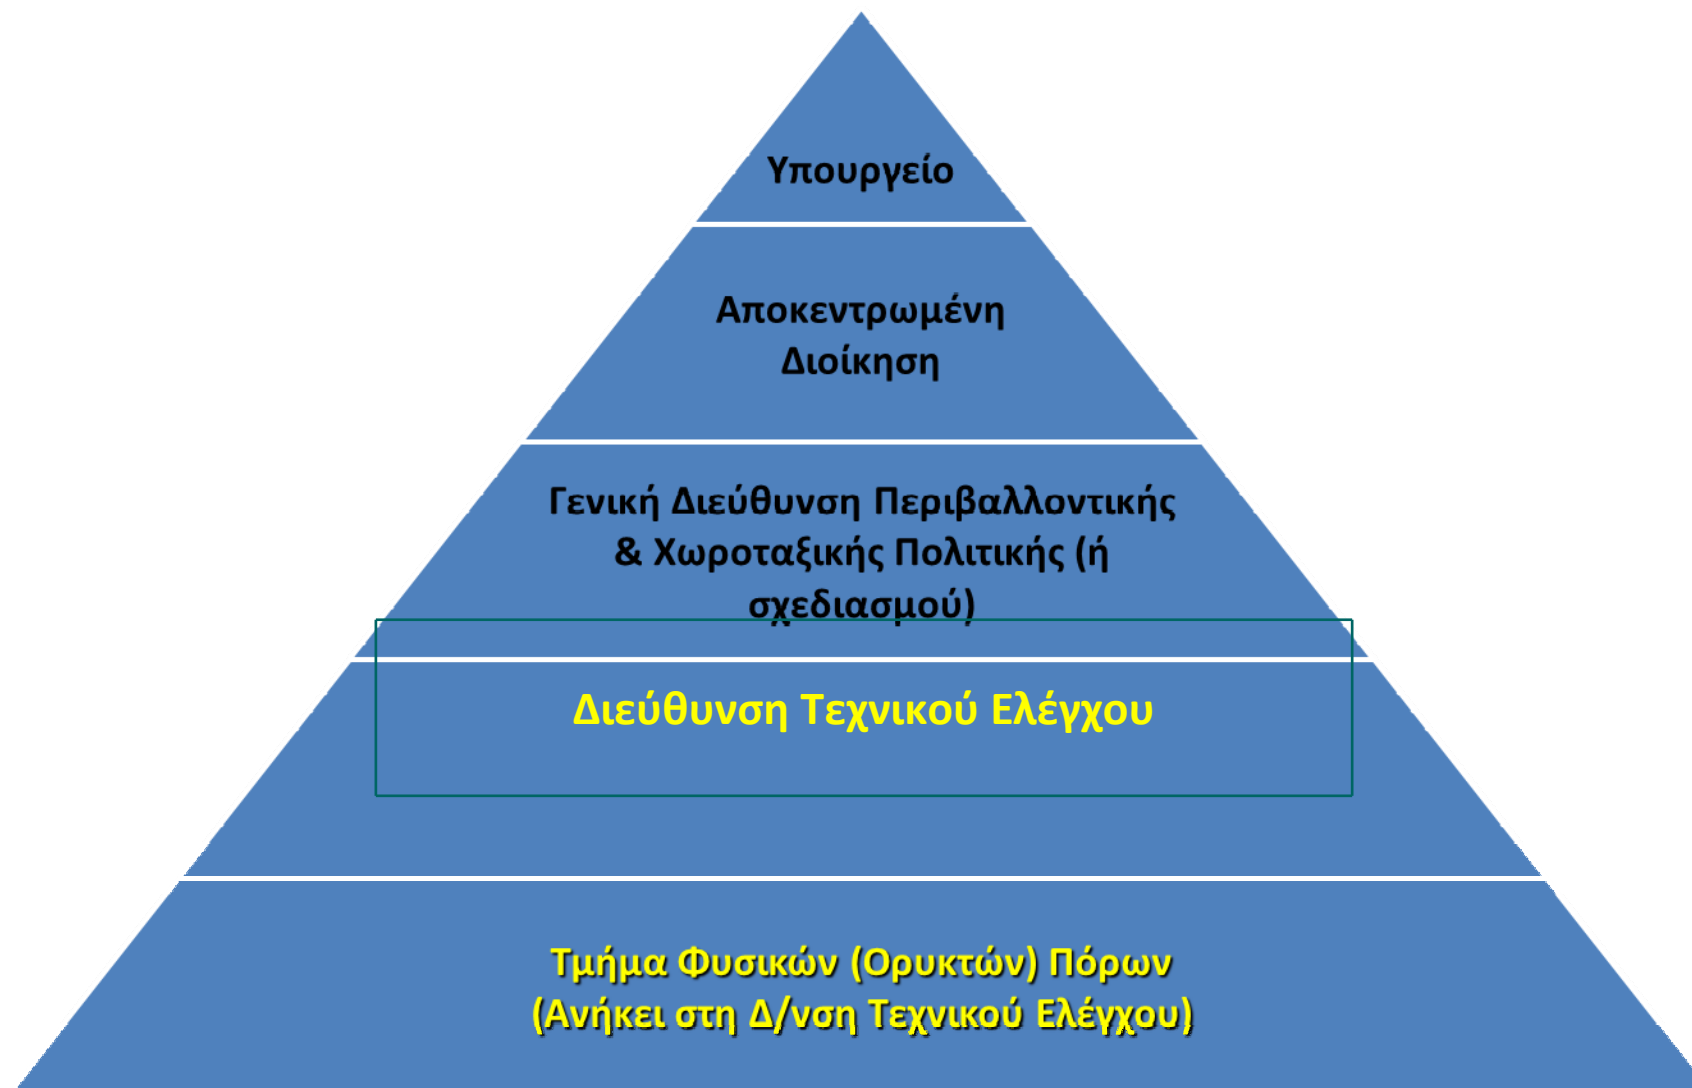 Υπουργείο
Αποκεντρωμένη
Διοίκηση
Γενική Διεύθυνση Περιβαλλοντικής
& Χωροταξικής Πολιτικής (ή
σχεδιασμού)
Διεύθυνση Τεχνικού Ελέγχου
Τμήμα Φυσικών (Ορυκτών) Πόρων
(Ανήκει στη Δ/νση Τεχνικού Ελέγχου)